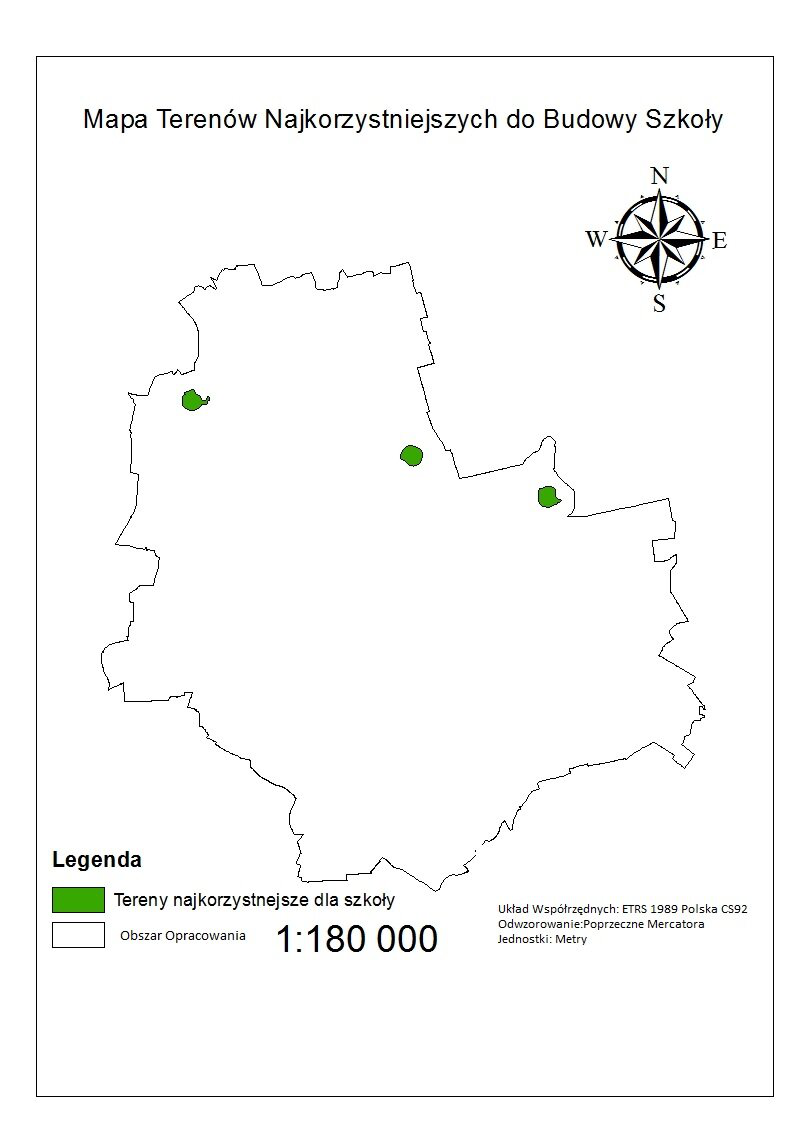 Mapa Terenów Najkorzystniejszych do Budowy Szkoły
N
W E
S
Legenda
Tereny najkorzystnejsze dla szkoły
Obszar Opracowania
1:180 000
Układ Współrzędnych: ETRS 1989 Polska CS92
Odwzorowanie:Poprzeczne Mercatora
Jednostki: Metry